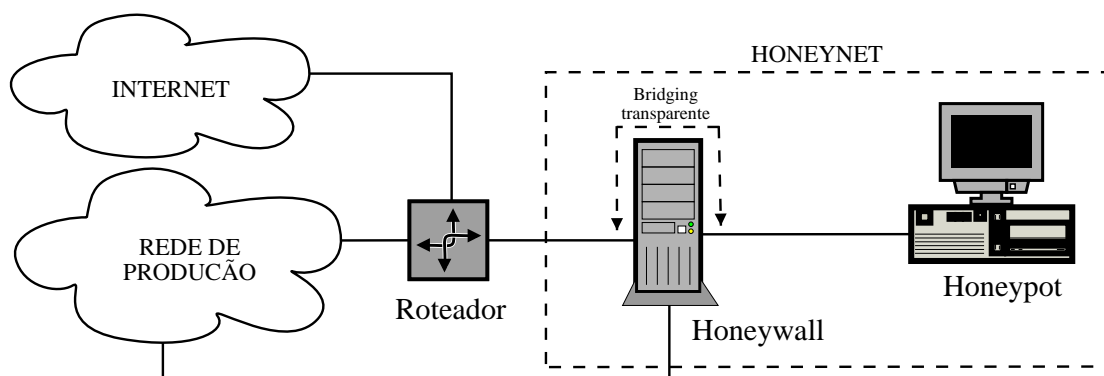 HONEYNET
INTERNET
Bridging
transparente
REDE DE
PRODUCÃO
Roteador
Honeywall
Honeypot